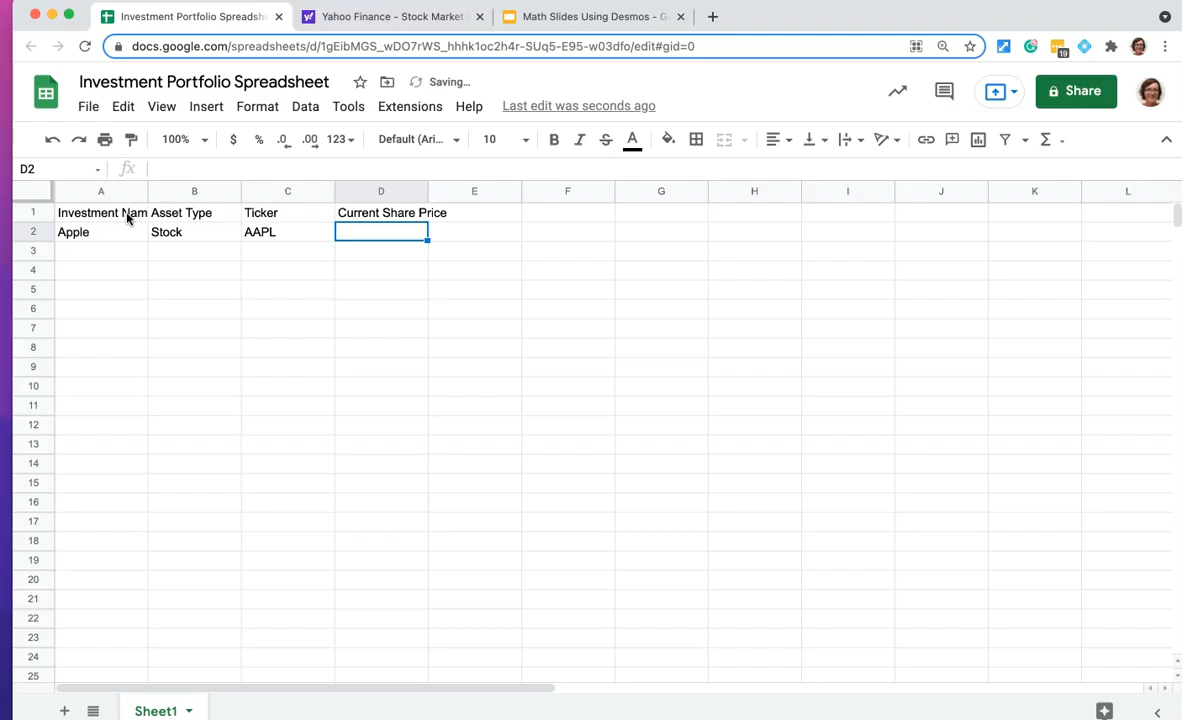 Investment Portfolio Spreadshe
Yahoo Finance - Stock Market
Math Slides Using Desmos - G
docs.google.com/spreadsheets/d/1gEibMGS_wDO7rWS_hhhk1oc2h4r-SUq5-E95-w03dfo/edit#gid=0
19
Investment Portfolio Spreadsheet
Saving...
File Edit View Insert Format Data Tools Extensions Help Last edit was seconds ago
Share
100% $ % .0 .00 123 Default (Ari... 10 B I S A Σ
D2 fx
A B C D E F G H I J K L
1 Investment Nam Asset Type Ticker Current Share Price
2 Apple Stock AAPL
3
4
5
6
7
8
9
10
11
12
13
14
15
16
17
18
19
20
21
22
23
24
25
Sheet1